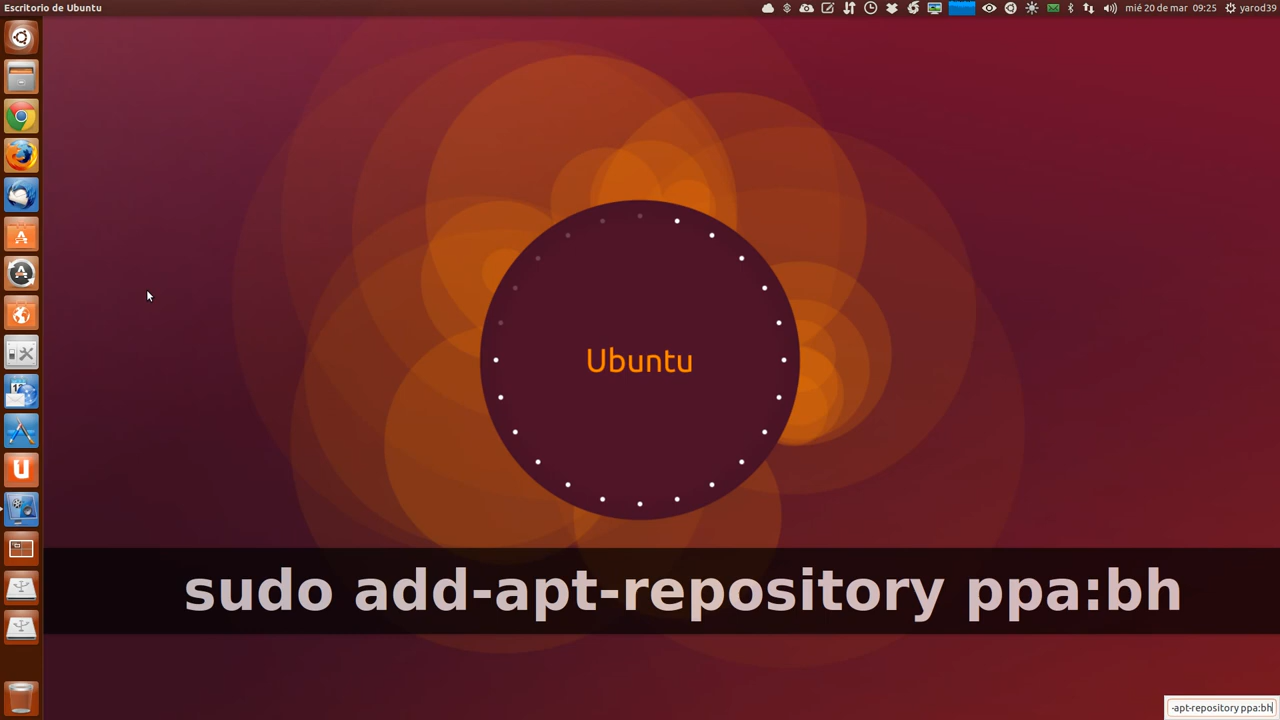 Escritorio de Ubuntu
mié 20 de mar 09:25 yarod39
Ubuntu
sudo add-apt-repository ppa:bh
-apt-repository ppa:bh